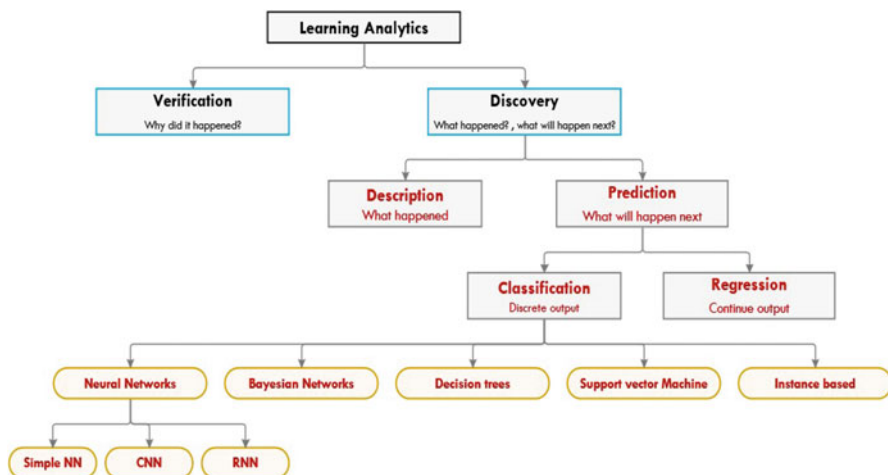 Learning Analytics
Verification
Why did it happened?
Discovery
What happened? , what will happen next?
Description
What happened
Prediction
What will happen next
Classification
Discrete output
Regression
Continue output
Neural Networks
Bayesian Networks
Decision trees
Support vector Machine
Instance based
Simple NN
CNN
RNN